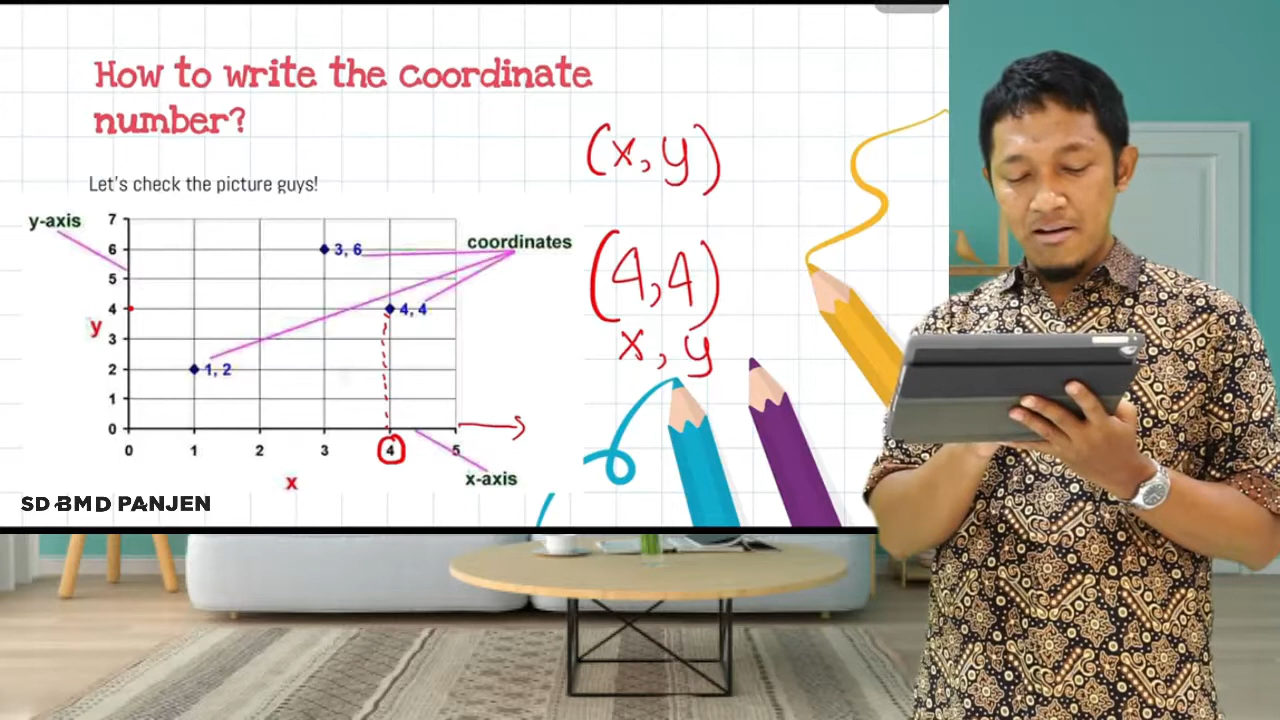 How to write the coordinate
number?
(x,y)
Let's check the picture guys!
y-axis
7
6
5
4
3
2
1
0
y
3, 6
coordinates
4, 4
1, 2
(4,4)
x, y
0 1 2 3 4 5
x
x-axis
SD BMD PANJEN